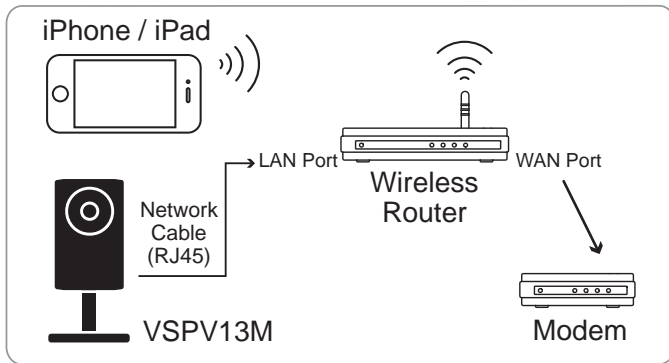 iPhone / iPad
LAN Port
WAN Port
Wireless
Router
Network
Cable
(RJ45)
VSPV13M
Modem